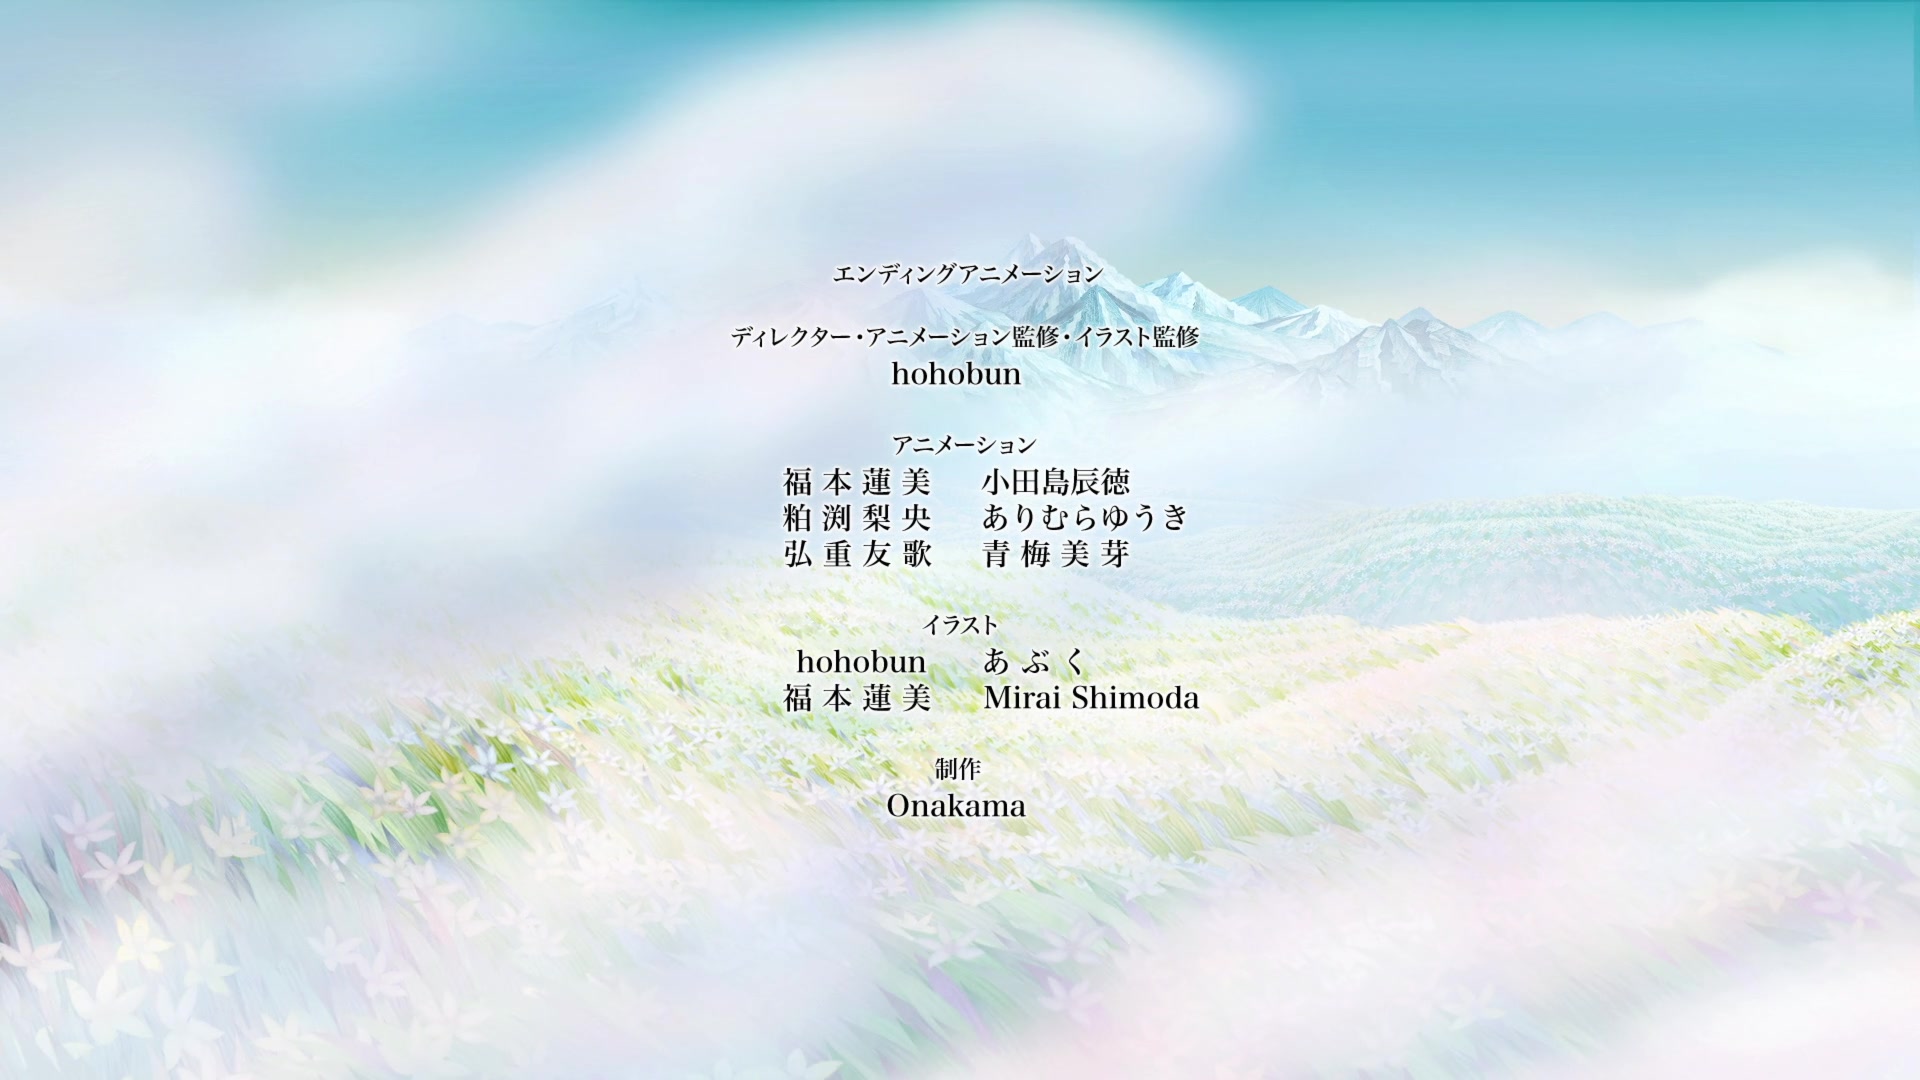 エンディングアニメーション
ディレクター・アニメーション監修・イラスト監修
hohobun
アニメーション
福本蓮美 小田島辰徳
粕渕梨央 ありむらゆうき
弘重友歌 青梅美芽
イラスト
hohobun あぶく
福本蓮美 Mirai Shimoda
制作
Onakama